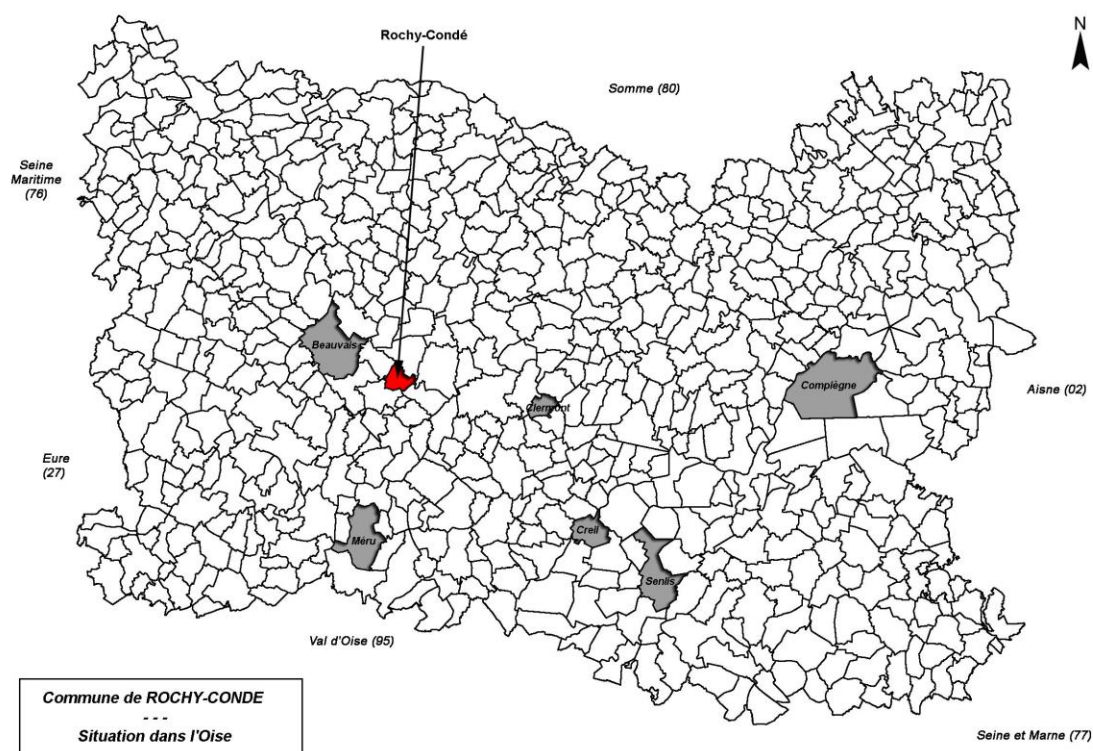 N
Rochy-Condé
Somme (80)
Seine
Maritime
(76)
Beauvais
Compiègne
Aisne (02)
Clermont
Eure
(27)
Creil
Méru
Senlis
Val d'Oise (95)
Commune de ROCHY-CONDE
- - -
Situation dans l'Oise
Seine et Marne (77)